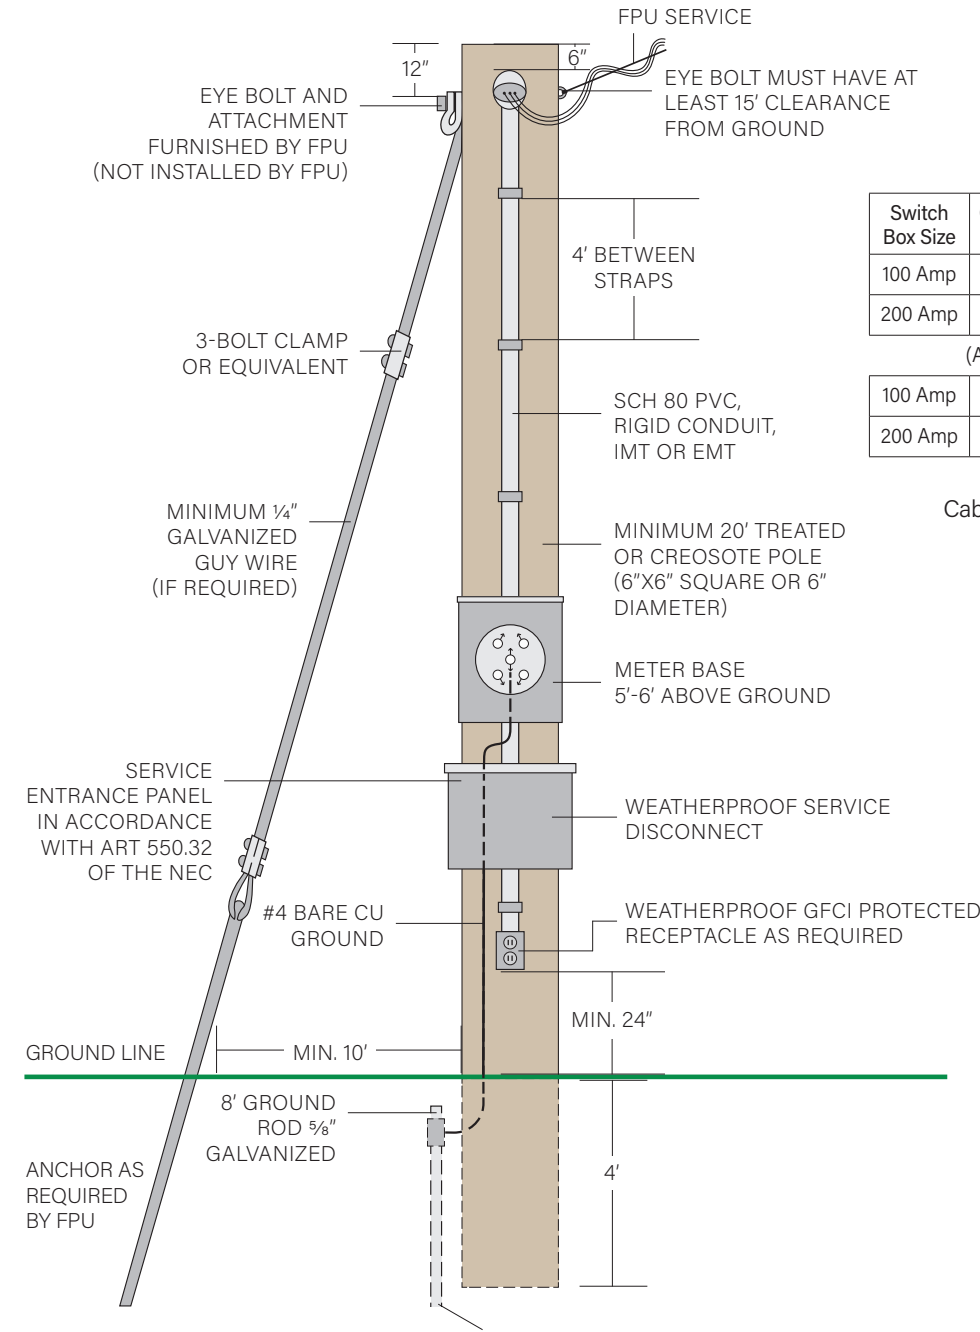 FPU SERVICE
12"
6"
EYE BOLT AND
ATTACHMENT
FURNISHED BY FPU
(NOT INSTALLED BY FPU)
EYE BOLT MUST HAVE AT
LEAST 15' CLEARANCE
FROM GROUND
4' BETWEEN
STRAPS
Switch
Box Size
100 Amp
200 Amp
(A
100 Amp
200 Amp
Cab
3-BOLT CLAMP
OR EQUIVALENT
SCH 80 PVC,
RIGID CONDUIT,
IMT OR EMT
MINIMUM ¼"
GALVANIZED
GUY WIRE
(IF REQUIRED)
MINIMUM 20' TREATED
OR CREOSOTE POLE
(6"X6" SQUARE OR 6"
DIAMETER)
METER BASE
5'-6' ABOVE GROUND
SERVICE
ENTRANCE PANEL
IN ACCORDANCE
WITH ART 550.32
OF THE NEC
WEATHERPROOF SERVICE
DISCONNECT
#4 BARE CU
GROUND
WEATHERPROOF GFCI PROTECTED
RECEPTACLE AS REQUIRED
MIN. 24"
GROUND LINE
MIN. 10'
8' GROUND
ROD ⅝"
GALVANIZED
ANCHOR AS
REQUIRED
BY FPU
4'